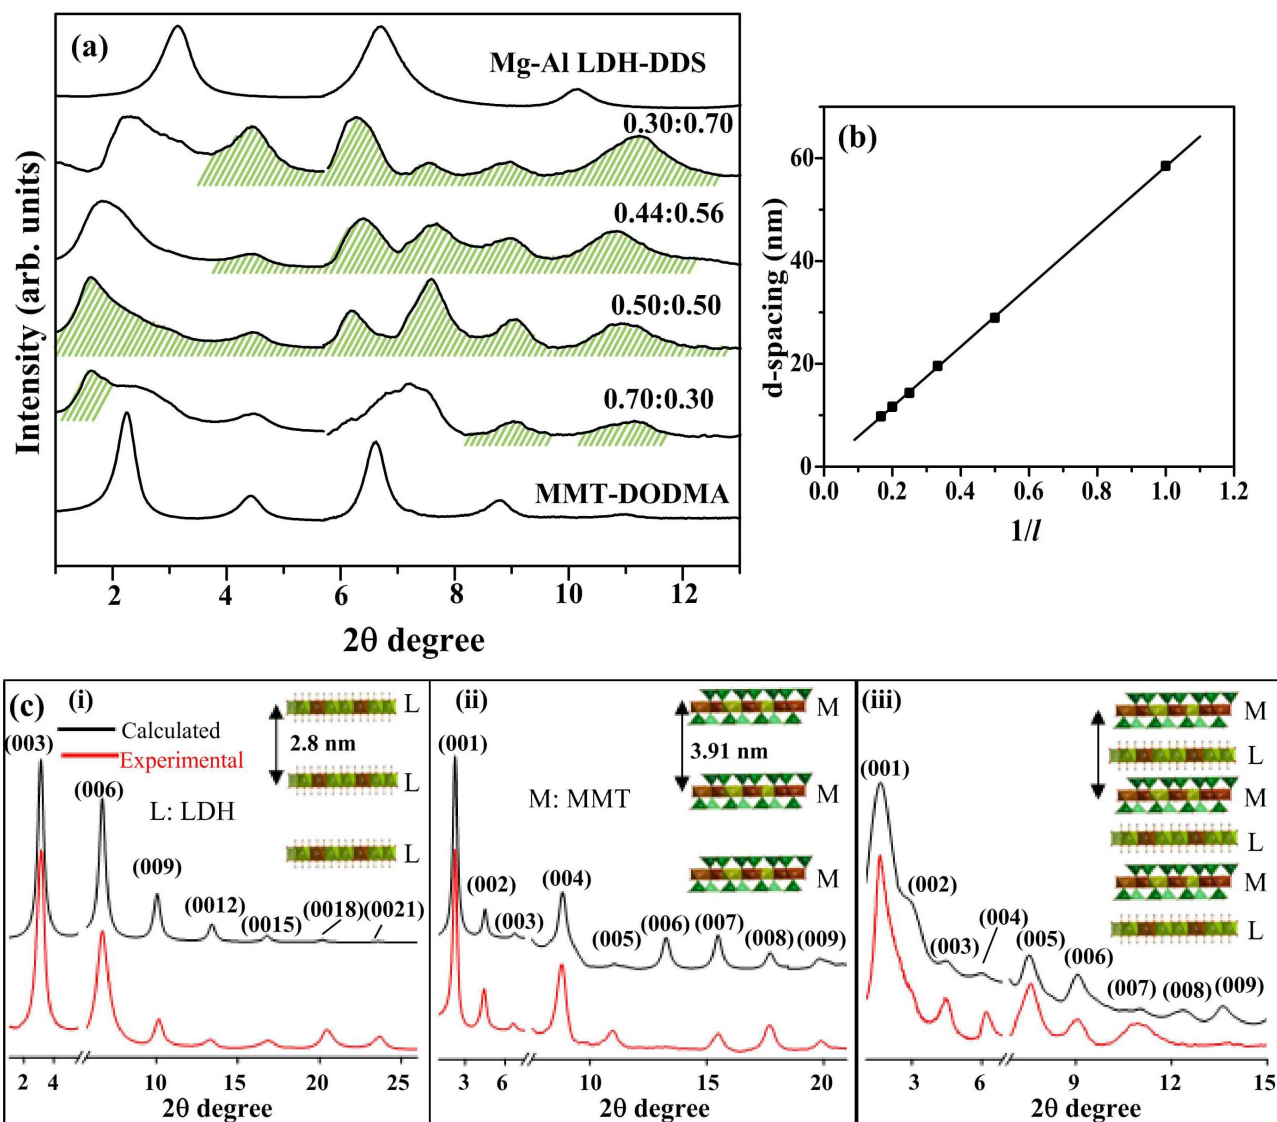 (a)
Mg-Al LDH-DDS
0.30:0.70
0.44:0.56
0.50:0.50
0.70:0.30
MMT-DODMA
Intensity (arb. units)
2 4 6 8 10 12
2θ degree
(b)
d-spacing (nm)
60
40
20
0
0.0 0.2 0.4 0.6 0.8 1.0 1.2
1/l
(c)
(i)
Calculated
Experimental
(003)
(006)
(009)
(0012)
(0015)
(0018)
(0021)
L: LDH
2.8 nm
L
L
L
2 4 10 15 20 25
2θ degree
(ii)
(001)
(002)
(003)
(004)
(005)
(006)
(007)
(008)
(009)
M: MMT
3.91 nm
M
M
M
3 6 10 15 20
2θ degree
(iii)
(001)
(002)
(003)
(004)
(005)
(006)
(007)
(008)
(009)
M
L
M
L
M
L
3 6 9 12 15
2θ degree